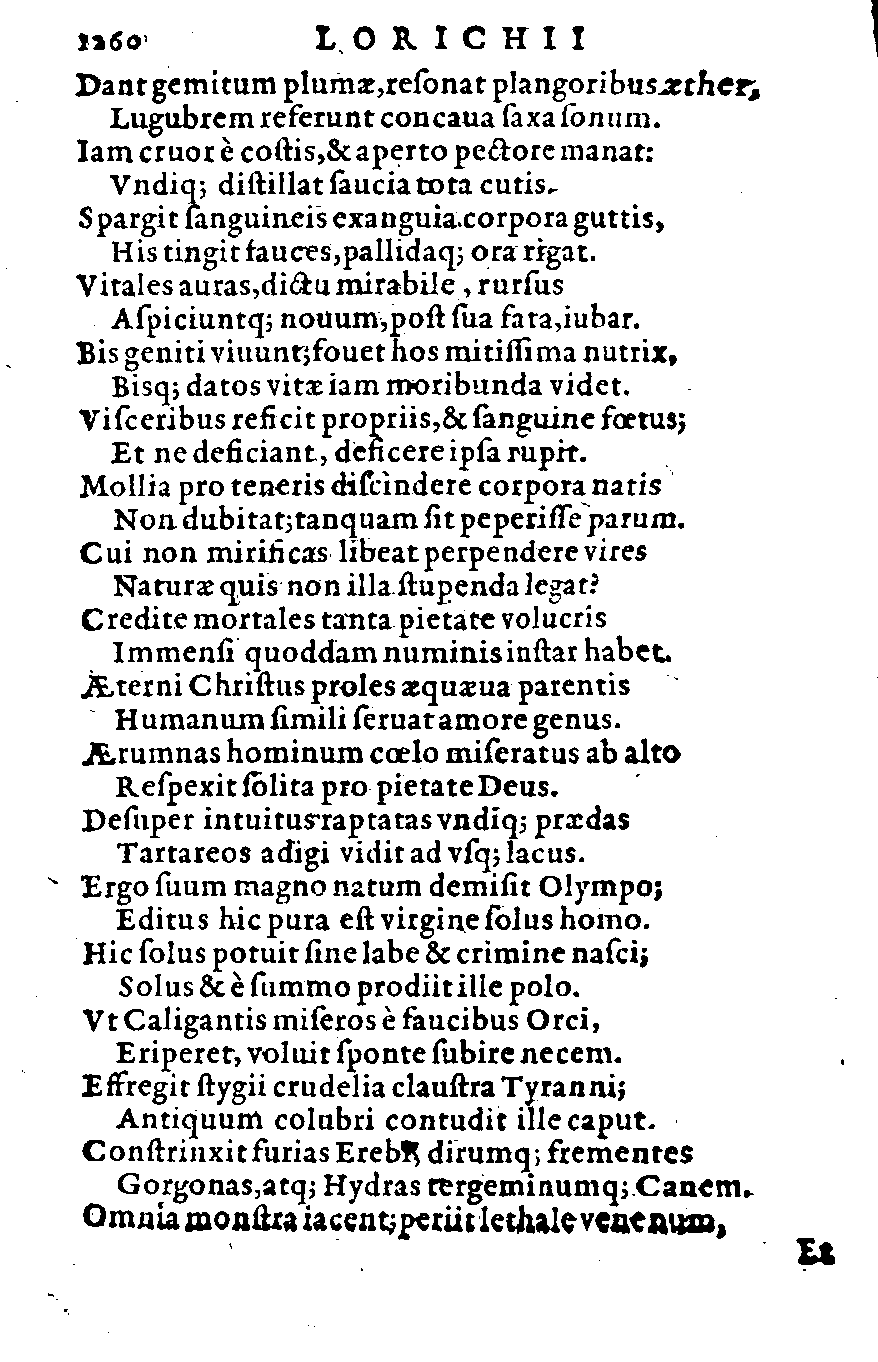 1260 LORICHII
Dant gemitum plumæ,reſonat plangoribus æther,
Lugubrem referunt concaua ſaxa ſonum.
Iam cruor è coſtis,& aperto pectore manat:
Vndiq; diſtillat ſaucia tota cutis.
Spargit ſanguineis exanguia corpora guttis,
His tingit fauces,pallidaq; ora rigat.
Vitales auras,dictu mirabile , rurſus
Aſpiciuntq; nouum,poſt ſua fata,iubar.
Bis geniti viuunt;fouet hos mitiſſima nutrix,
Bisq; datos vitæ iam moribunda videt.
Viſceribus reficit propriis,& ſanguine fœtus;
Et ne deficiant, deficere ipſa rupit.
Mollia pro teneris diſcindere corpora natis
Non dubitat;tanquam ſit peperiſſe parum.
Cui non mirificas libeat perpendere vires
Naturæ quis non illa ſtupenda legat?
Credite mortales tanta pietate volucris
Immenſi quoddam numinis inſtar habet.
Æterni Chriſtus proles æquæua parentis
Humanum ſimili ſeruat amore genus.
Ærumnas hominum cœlo miſeratus ab alto
Reſpexit ſolita pro pietate Deus.
Deſuper intuitus raptatas vndiq; prædas
Tartareos adigi vidit ad vſq; lacus.
Ergo ſuum magno natum demiſit Olympo;
Editus hic pura eſt virgine ſolus homo.
Hic ſolus potuit ſine labe & crimine naſci;
Solus & è ſummo prodiit ille polo.
Vt Caligantis miſeros è faucibus Orci,
Eriperet, voluit ſponte ſubire necem.
Effregit ſtygii crudelia clauſtra Tyranni;
Antiquum colubri contudit ille caput.
Conſtrinxit furias dirumq; frementes
Gorgonas,atq; Hydras tergeminumq; Canem.
Omnia monſtra iacent;periit lethale venenum,
Et